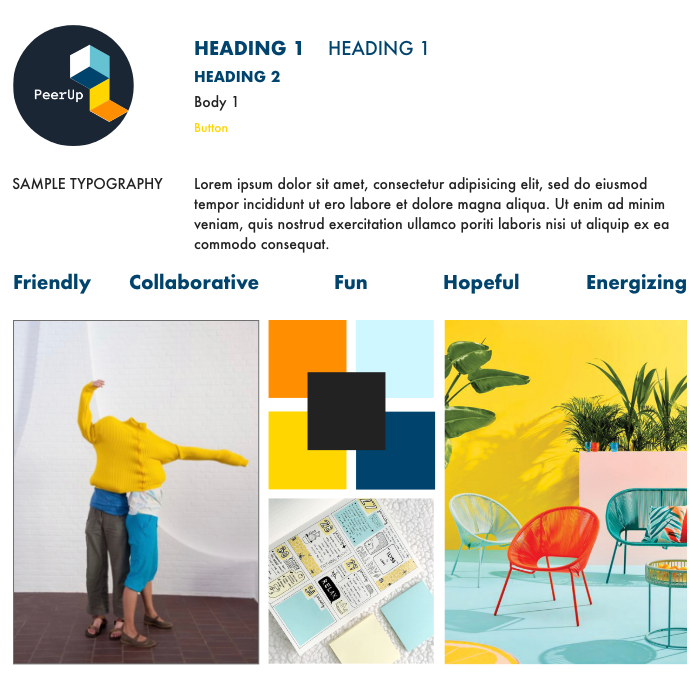 PeerUp
HEADING 1 HEADING 1
HEADING 2
Body 1
Button
SAMPLE TYPOGRAPHY
Lorem ipsum dolor sit amet, consectetur adipisicing elit, sed do eiusmod
tempor incididunt ut ero labore et dolore magna aliqua. Ut enim ad minim
veniam, quis nostrud exercitation ullamco poriti laboris nisi ut aliquip ex ea
commodo consequat.
Friendly Collaborative Fun Hopeful Energizing
RELAX